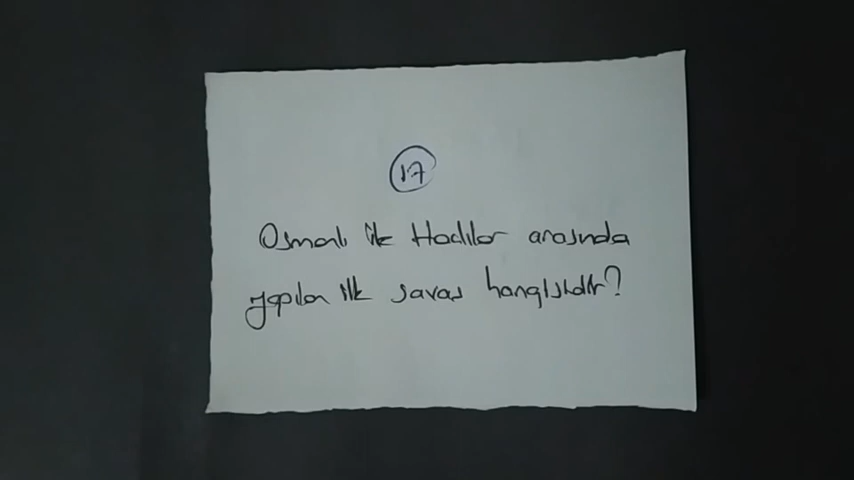 17
Osmanlı ile Haçlılar arasında
yapılan ilk savaş hangisidir?